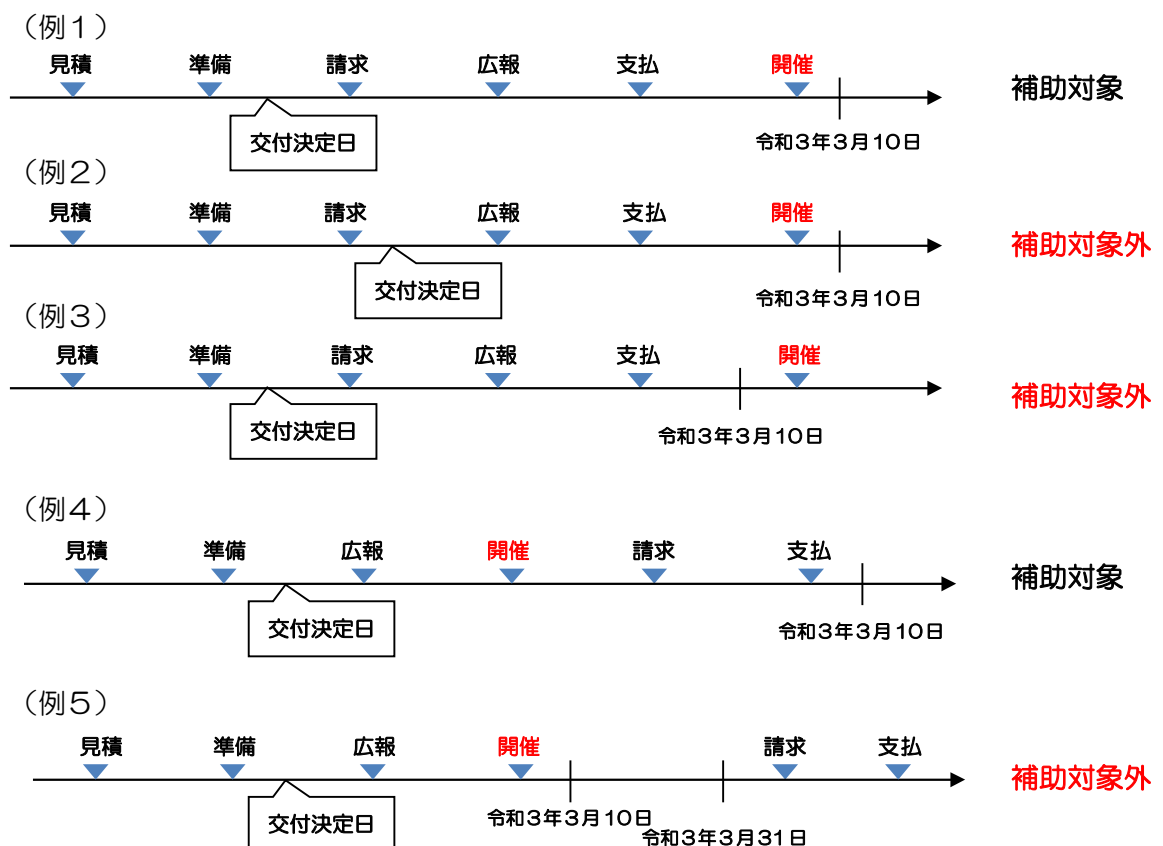 （例１）
見積 準備 請求 広報 支払 開催
補助対象
交付決定日
令和３年３月１０日
（例２）
見積 準備 請求 広報 支払 開催
補助対象外
交付決定日
令和３年３月１０日
（例３）
見積 準備 請求 広報 支払 開催
補助対象外
交付決定日
令和３年３月１０日
（例４）
見積 準備 広報 開催 請求 支払
補助対象
交付決定日
令和３年３月１０日
（例５）
見積 準備 広報 開催 請求 支払
補助対象外
交付決定日
令和３年３月１０日
令和３年３月３１日